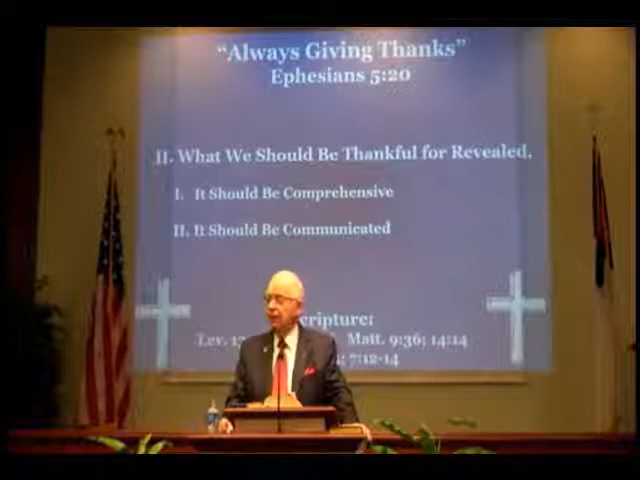 "Always Giving Thanks"
Ephesians 5:20
II. What We Should Be Thankful for Revealed.
I. It Should Be Comprehensive
II. It Should Be Communicated
cripture:
Lev. Matt. 9:36; 14:14
7:12-14